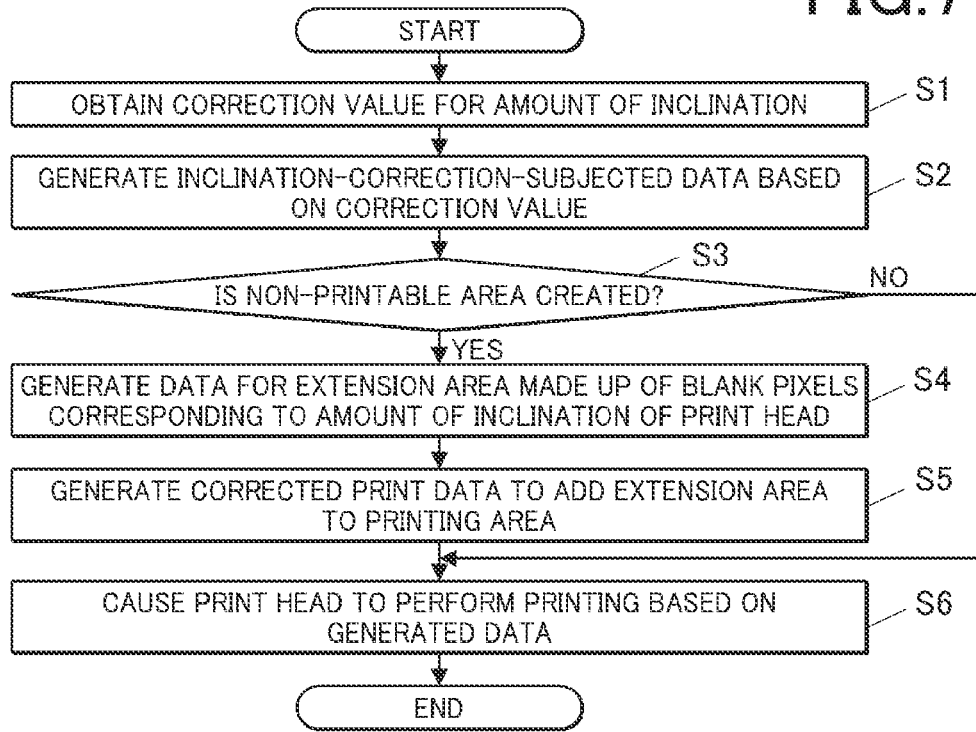 FIG.7
START
OBTAIN CORRECTION VALUE FOR AMOUNT OF INCLINATION
S1
GENERATE INCLINATION-CORRECTION-SUBJECTED DATA BASED
ON CORRECTION VALUE
S2
S3
IS NON-PRINTABLE AREA CREATED?
NO
YES
GENERATE DATA FOR EXTENSION AREA MADE UP OF BLANK PIXELS
CORRESPONDING TO AMOUNT OF INCLINATION OF PRINT HEAD
S4
GENERATE CORRECTED PRINT DATA TO ADD EXTENSION AREA
TO PRINTING AREA
S5
CAUSE PRINT HEAD TO PERFORM PRINTING BASED ON
GENERATED DATA
S6
END